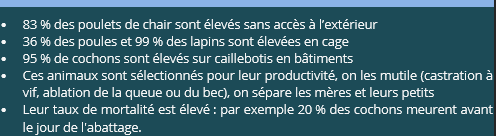 • 83 % des poulets de chair sont élevés sans accès à l'extérieur
• 36 % des poules et 99 % des lapins sont élevées en cage
• 95 % de cochons sont élevés sur caillebotis en bâtiments
• Ces animaux sont sélectionnés pour leur productivité, on les mutile (castration à
vif, ablation de la queue ou du bec), on sépare les mères et leurs petits
• Leur taux de mortalité est élevé : par exemple 20 % des cochons meurent avant
le jour de l'abattage.